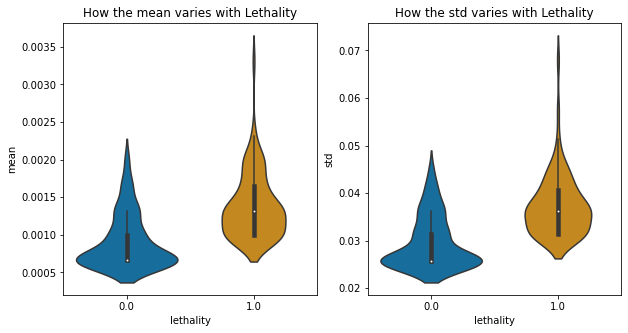 How the mean varies with Lethality
0.0035
0.0030
0.0025
0.0020
0.0015
0.0010
0.0005
mean
0.0
1.0
lethality
How the std varies with Lethality
0.07
0.06
0.05
0.04
0.03
0.02
std
0.0
1.0
lethality